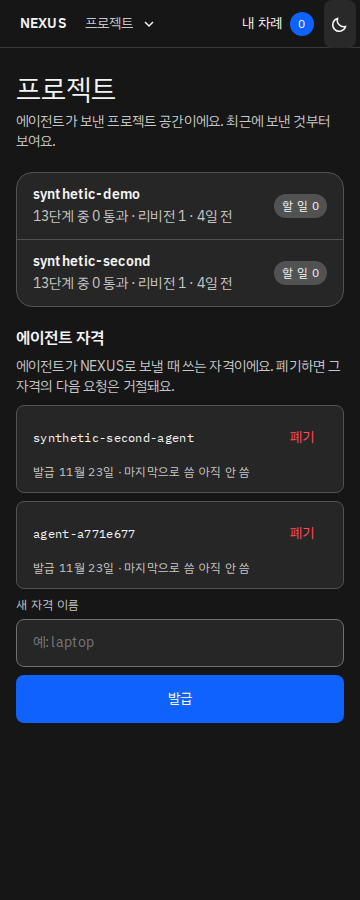 NEXUS 프로젝트 내 차례 0
프로젝트
에이전트가 보낸 프로젝트 공간이에요. 최근에 보낸 것부터
보여요.
synthetic-demo
13단계 중 0 통과 · 리비전 1 · 4일 전
할 일 0
synthetic-second
13단계 중 0 통과 · 리비전 1 · 4일 전
할 일 0
에이전트 자격
에이전트가 NEXUS로 보낼 때 쓰는 자격이에요. 폐기하면 그
자격의 다음 요청은 거절돼요.
synthetic-second-agent 폐기
발급 11월 23일 · 마지막으로 씀 아직 안 씀
agent-a771e677 폐기
발급 11월 23일 · 마지막으로 씀 아직 안 씀
새 자격 이름
예: laptop
발급